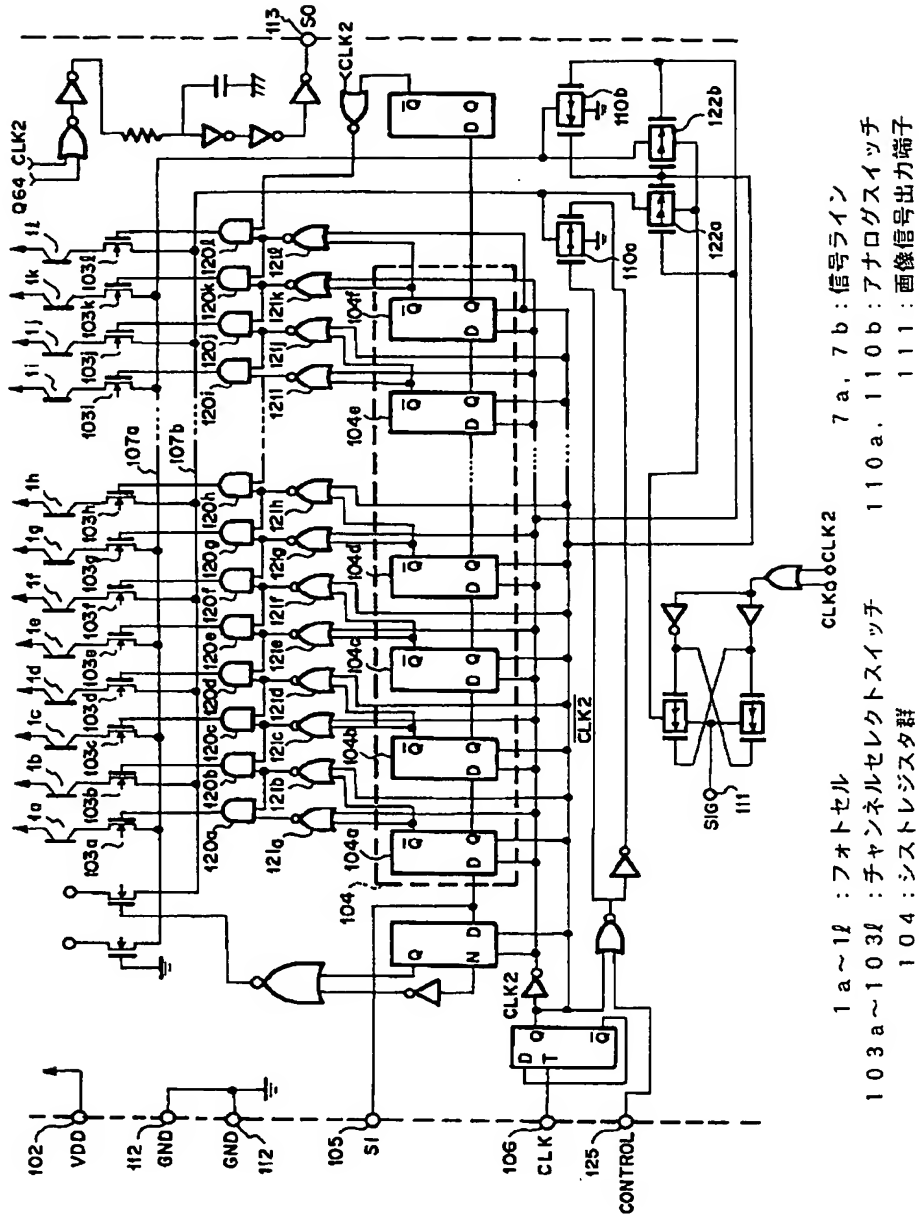 Q64 CLK2
113
SO
CLK2
1a
1b
1c
1d
1e
1f
1g
1h
1i
1j
1k
1ℓ
103a
103b
103c
103d
103e
103f
103g
103h
103i
103j
103k
103ℓ
107a
107b
120a
120b
120c
120d
120e
120f
120g
120h
120i
120j
120k
120ℓ
121a
121b
121c
121d
121e
121f
121g
121h
121i
121j
121k
121ℓ
104
104a
104b
104c
104d
104e
104f
Q̅ D Q
Q̅ D Q
Q̅ D Q
Q̅ D Q
Q̅ D Q
Q̅ D Q
Q̅ D Q
Q N D
102
VDD
112
GND
GND
112
105
SI
106
CLK
125
CONTROL
D Q
T Q̅
CLK2
C̅L̅K̅2̅
110a
110b
122a
122b
SIG
111
CLK
CLK2
1a~1ℓ:フォトセル
103a~103ℓ:チャンネルセレクトスイッチ
104:シストレジスタ群
7a,7b:信号ライン
110a,110b:アナログスイッチ
111:画像信号出力端子